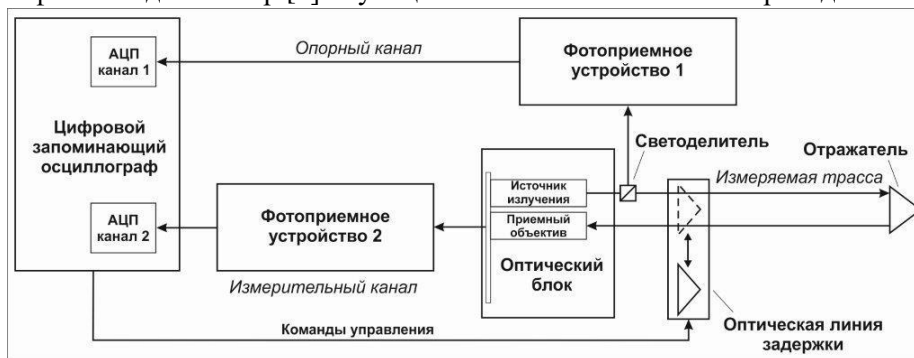 АЦП
канал 1
Опорный канал
Фотоприемное
устройство 1
Цифровой
запоминающий
осциллограф
Светоделитель
Отражатель
Измеряемая трасса
Источник
излучения
Приемный
объектив
АЦП
канал 2
Фотоприемное
устройство 2
Оптический
блок
Измерительный канал
Оптическая линия
задержки
Команды управления